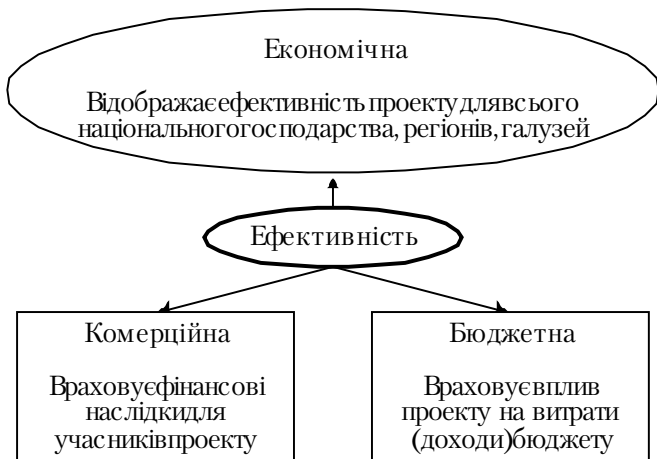 Економічна
Відображає ефективність проекту для всього
національного господарства, регіонів, галузей
Ефективність
Комерційна
Враховує фінансові
наслідки для
учасників проекту
Бюджетна
Враховує вплив
проекту на витрати
(доходи) бюджету